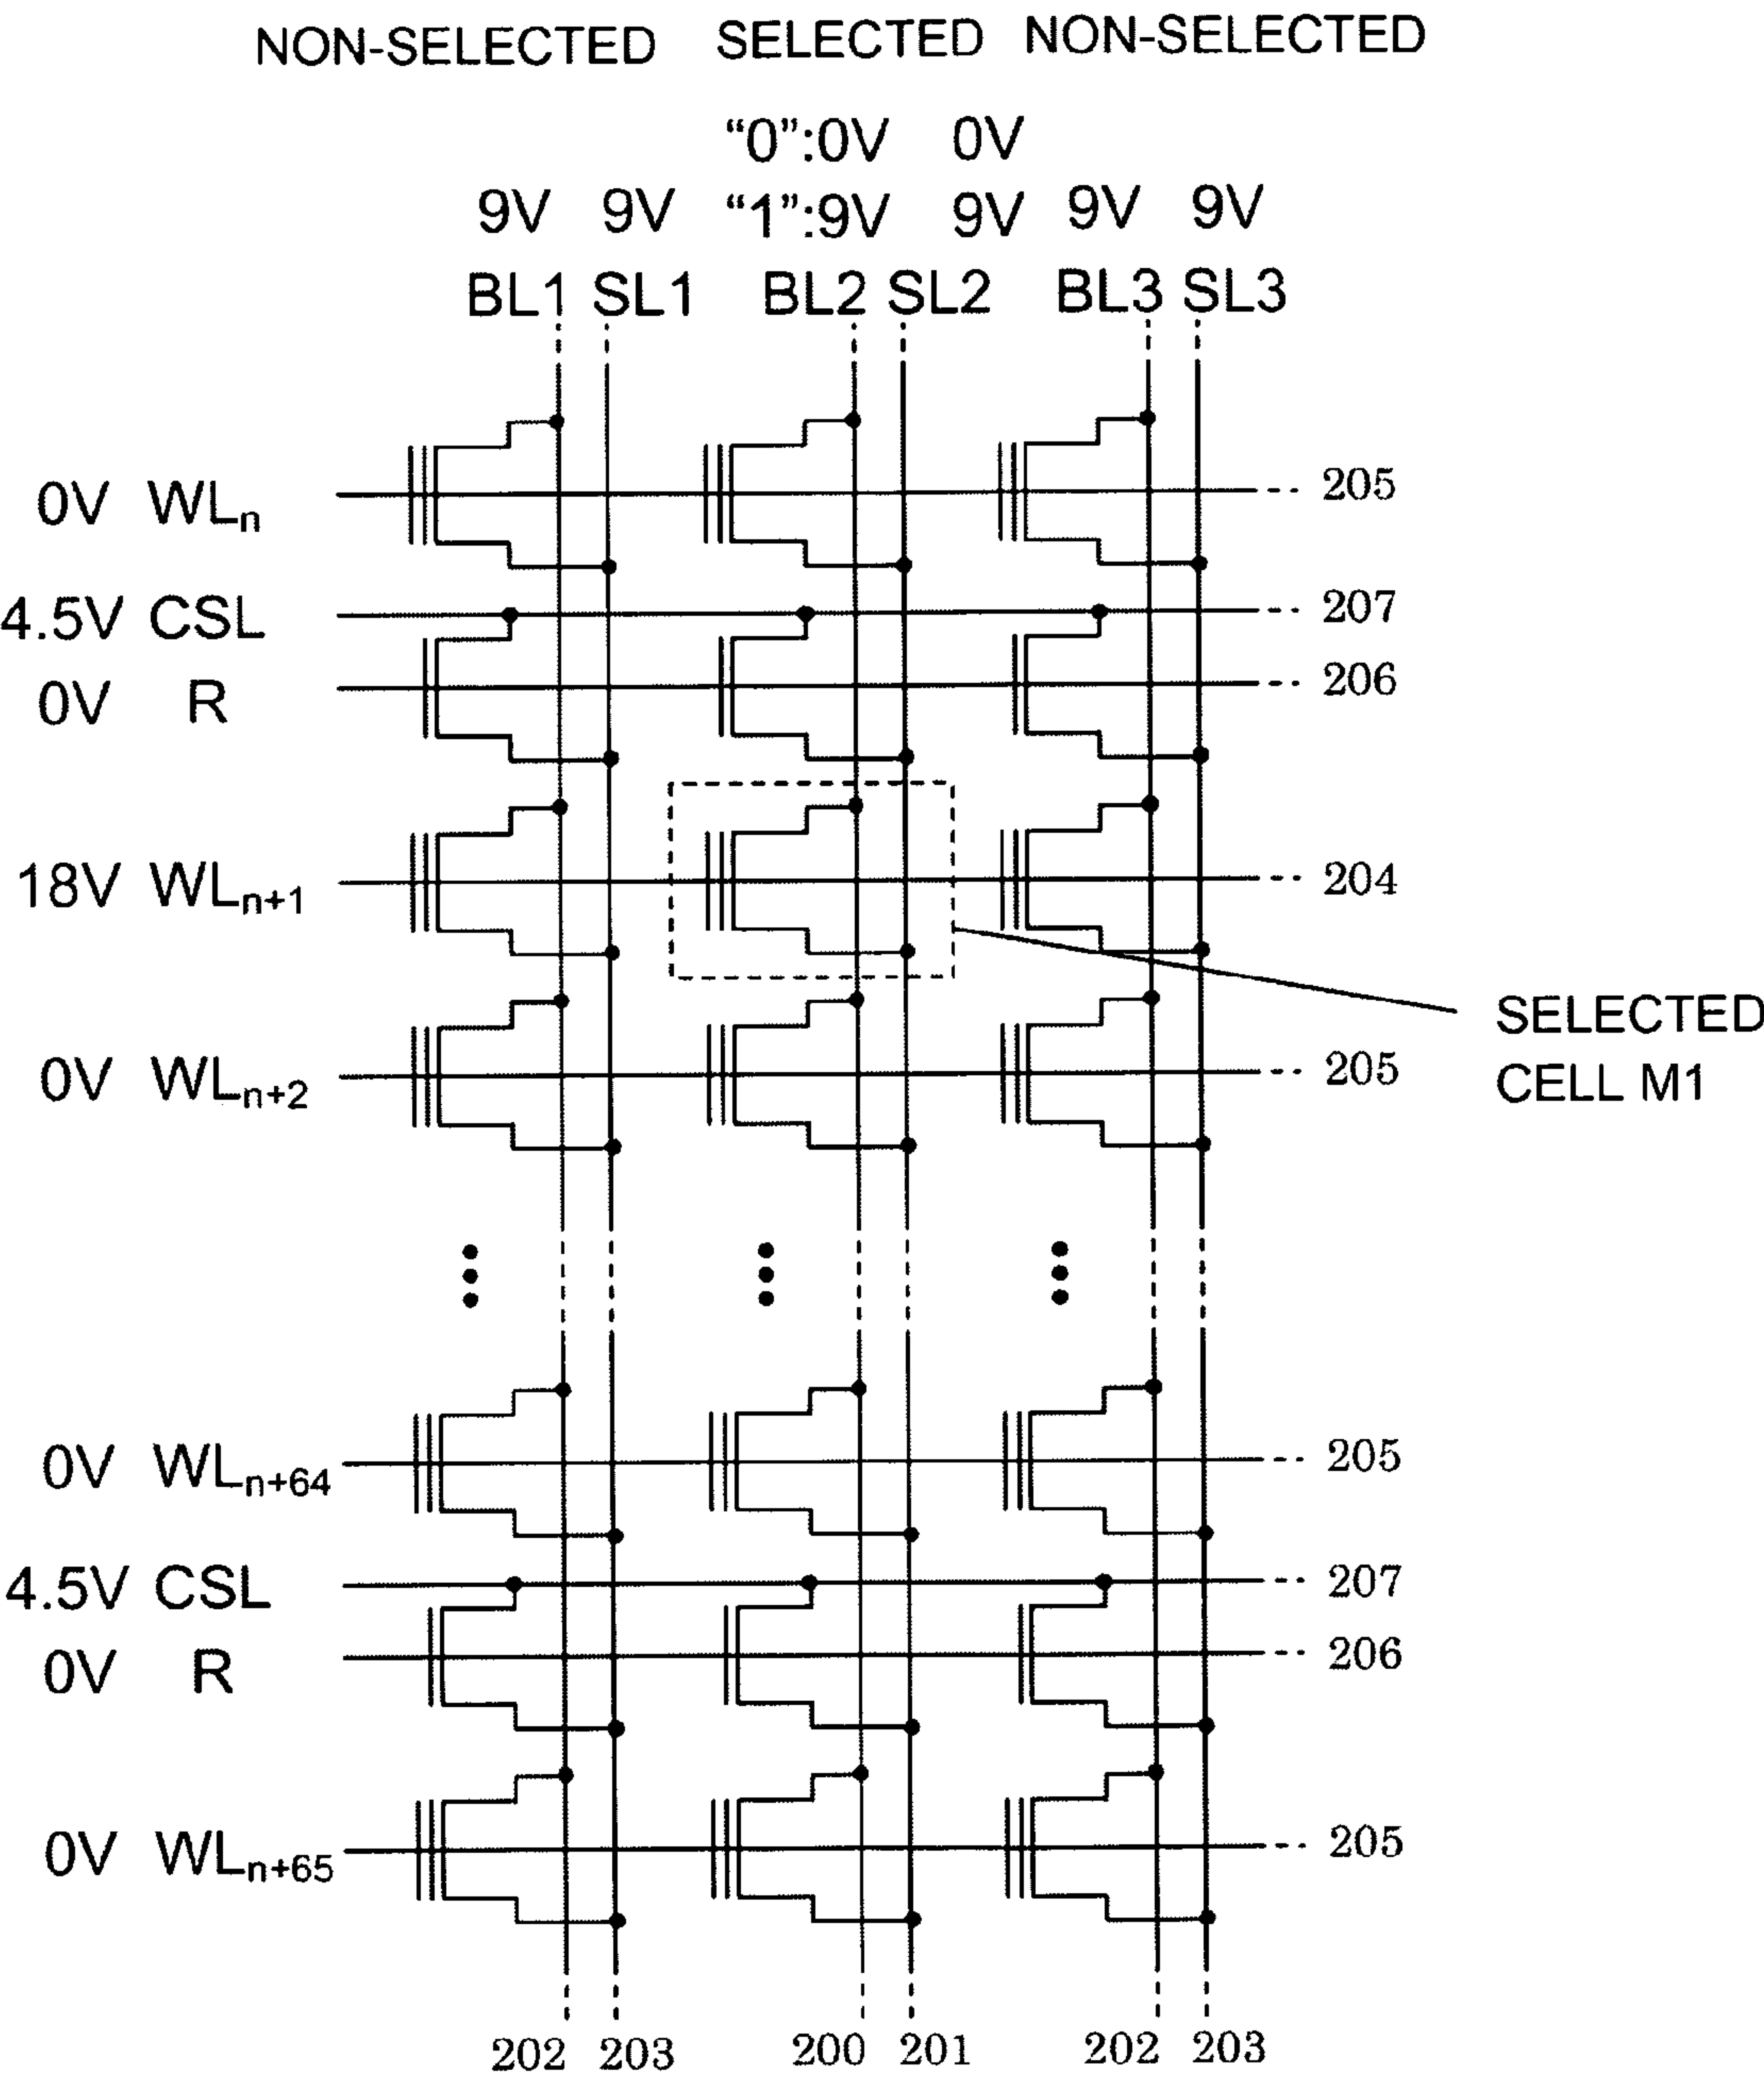 NON-SELECTED SELECTED NON-SELECTED
“0”:0V 0V
9V 9V “1”:9V 9V 9V 9V
BL1 SL1 BL2 SL2 BL3 SL3
0V WLn 205
4.5V CSL 207
0V R 206
18V WLn+1 204
SELECTED
CELL M1
0V WLn+2 205
0V WLn+64 205
4.5V CSL 207
0V R 206
0V WLn+65 205
202 203 200 201 202 203